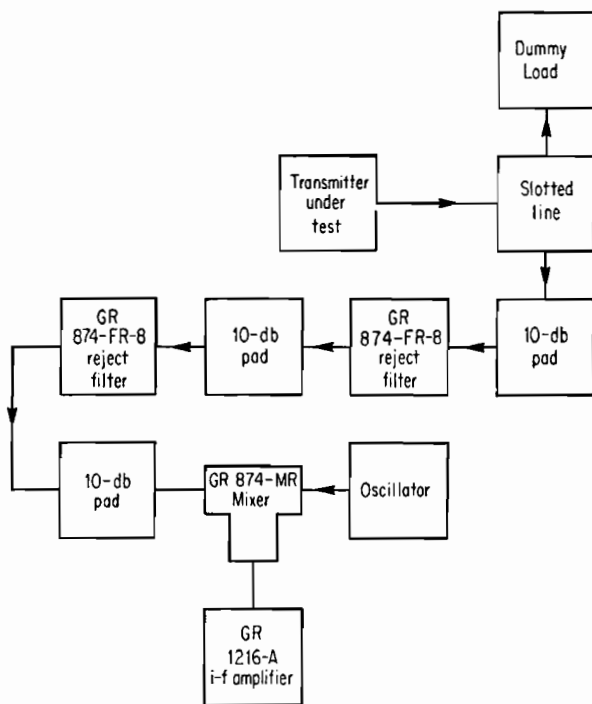 Dummy
Load
Transmitter
under
test
Slotted
line
GR
874-FR-8
reject
filter
10-db
pad
GR
874-FR-8
reject
filter
10-db
pad
10-db
pad
GR 874-MR
Mixer
Oscillator
GR
1216-A
i-f amplifier